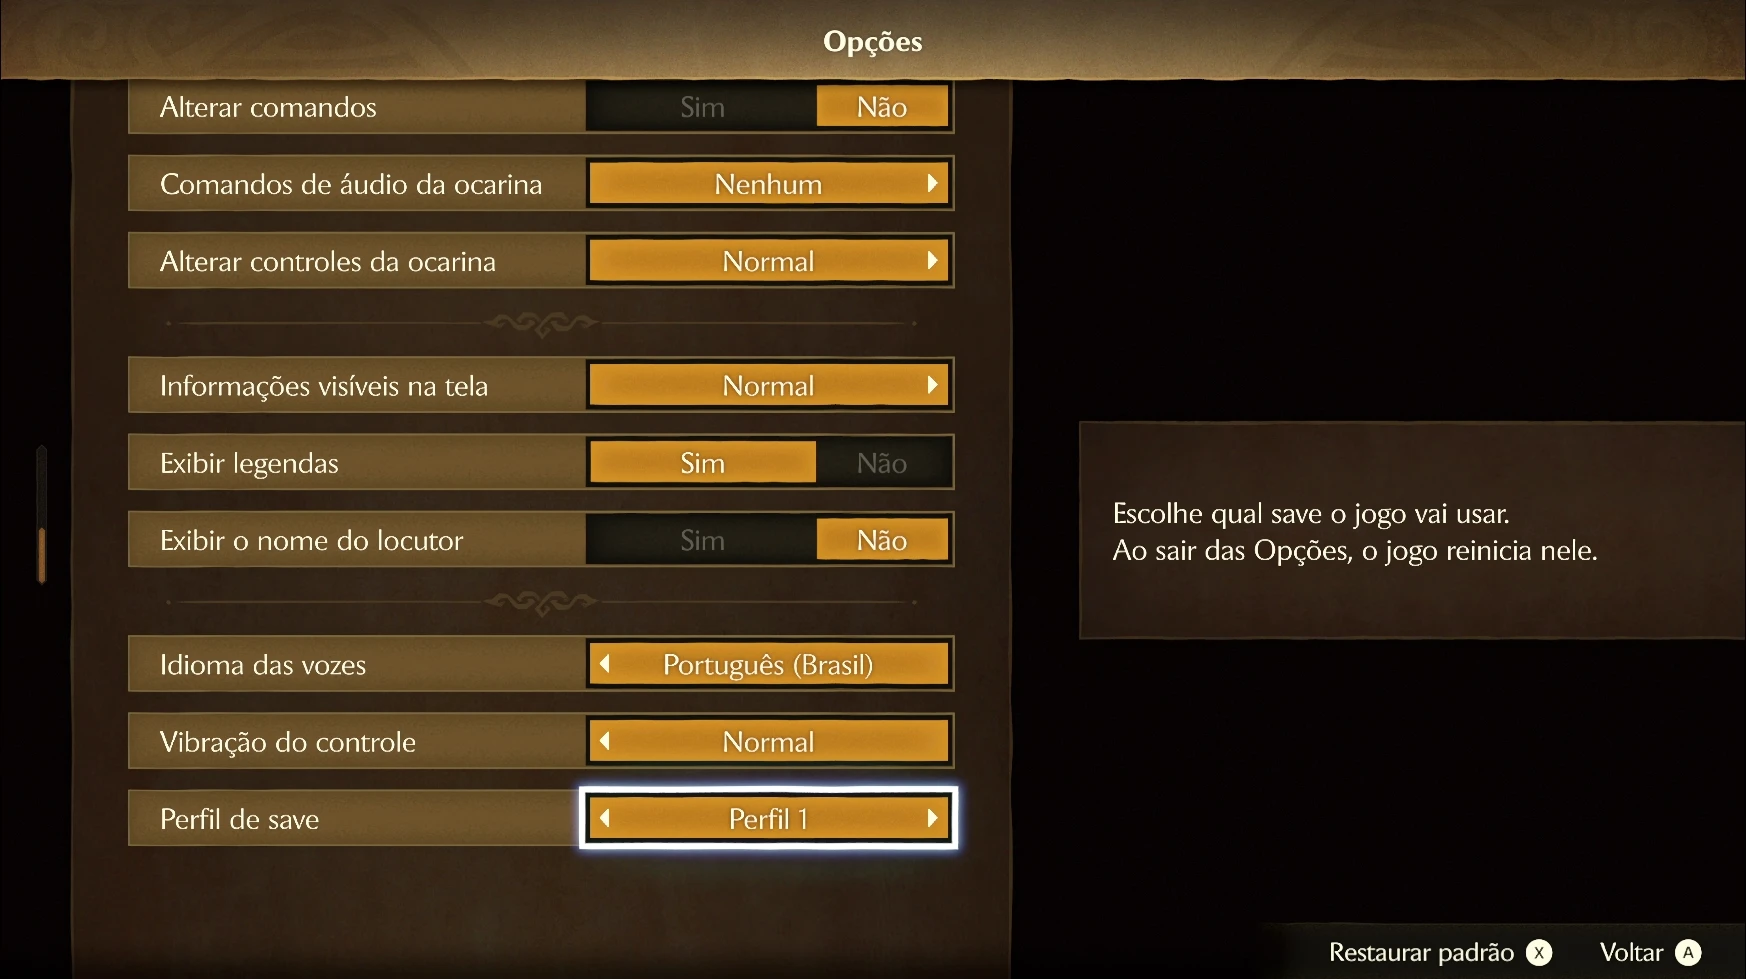 Opções
Alterar comandos Sim Não
Comandos de áudio da ocarina Nenhum
Alterar controles da ocarina Normal
Informações visíveis na tela Normal
Exibir legendas Sim Não
Exibir o nome do locutor Sim Não
Idioma das vozes Português (Brasil)
Vibração do controle Normal
Perfil de save Perfil 1
Escolhe qual save o jogo vai usar.
Ao sair das Opções, o jogo reinicia nele.
Restaurar padrão X Voltar A